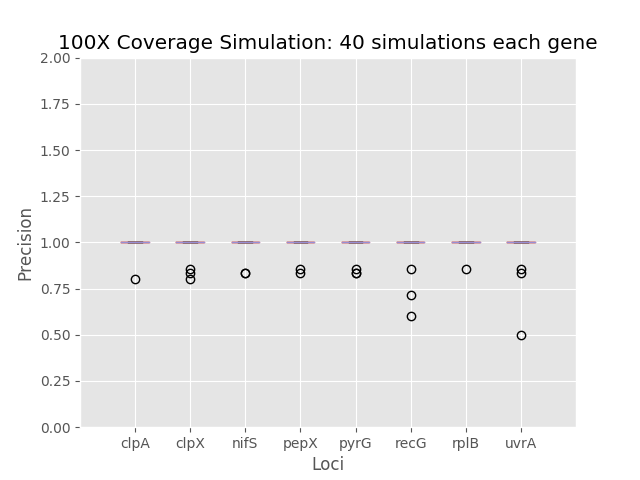 100X Coverage Simulation: 40 simulations each gene
2.00
1.75
1.50
1.25
1.00
0.75
0.50
0.25
0.00
Precision
clpA clpX nifS pepX pyrG recG rplB uvrA
Loci